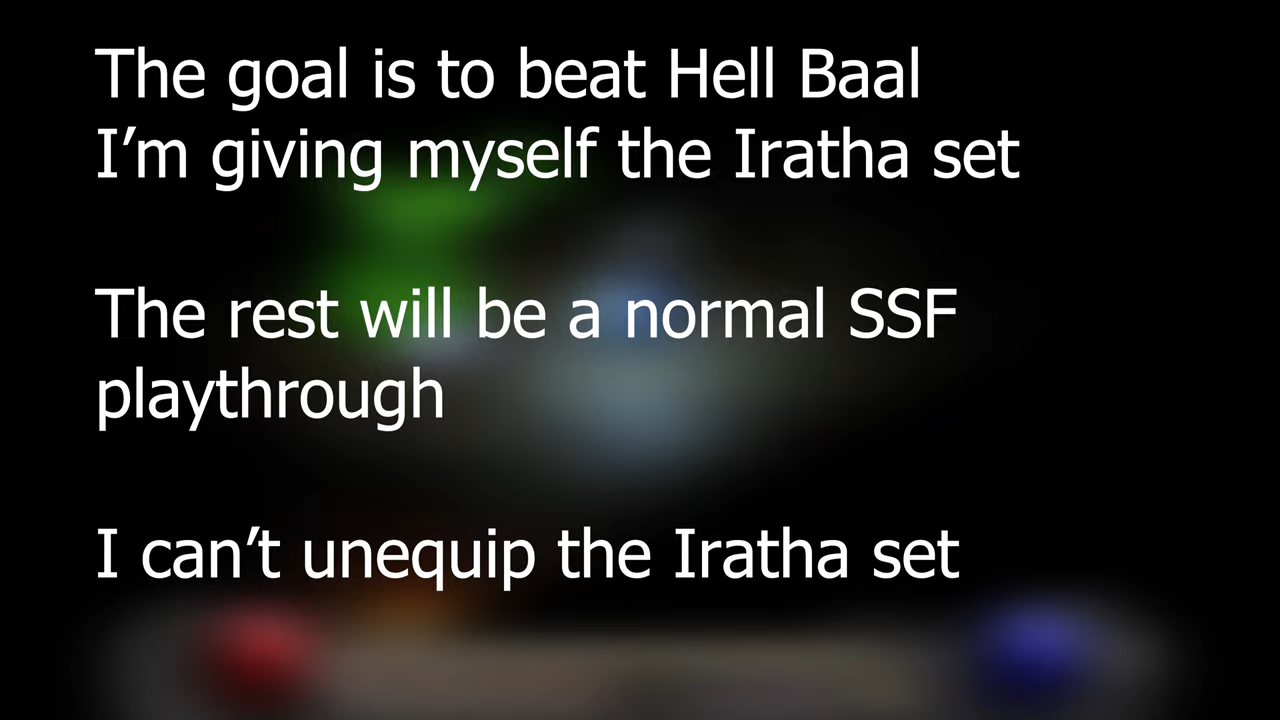 The goal is to beat Hell Baal
I’m giving myself the Iratha set
The rest will be a normal SSF
playthrough
I can’t unequip the Iratha set